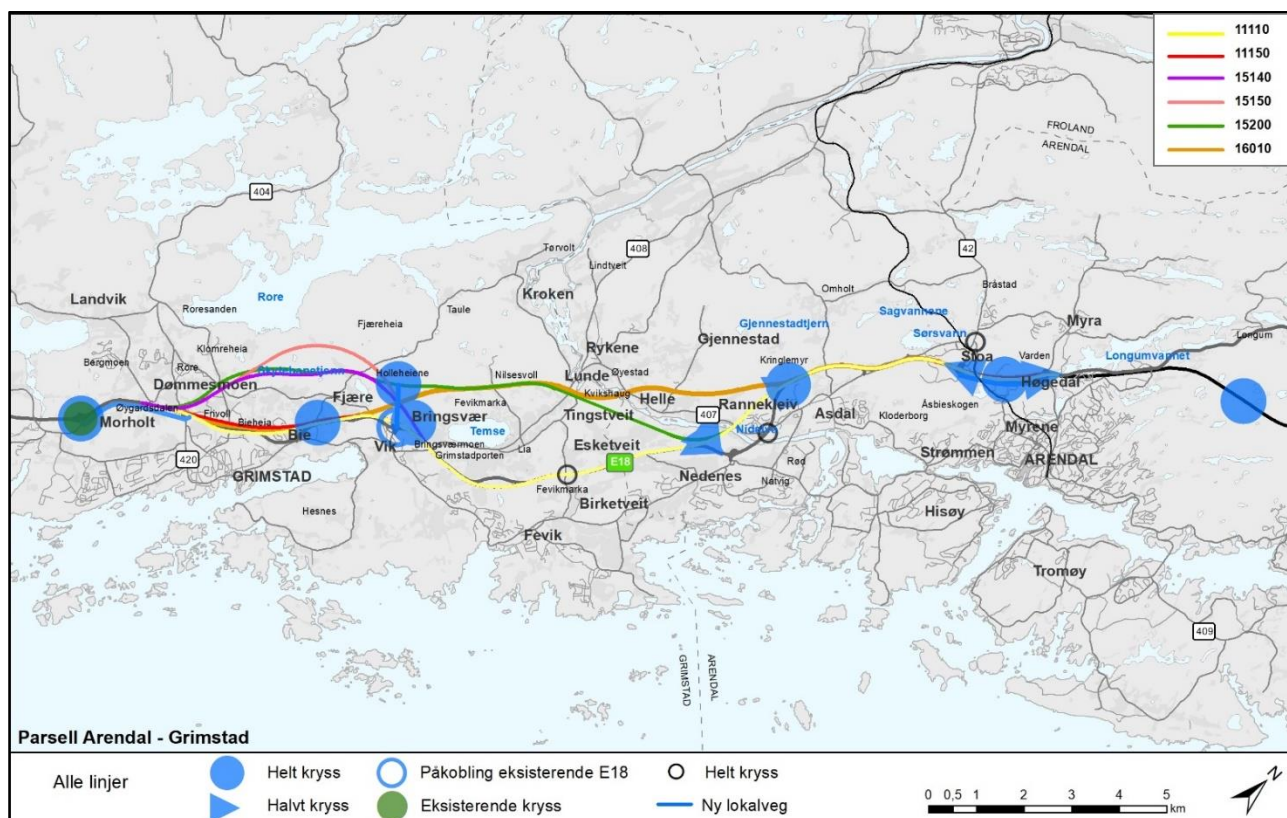 11110
11150
15140
15150
15200
16010
FROLAND
ARENDAL
404
408
42
Tørvolt
Lindtveit
Bråstad
Landvik
Rore
Roresanden
Kroken
Omholt
Sagvannene
Taule
Fjæreheia
Gjennestadtjern
Sørsvann
Myra
Longum
Klomreheia
Rykene
Gjennestad
Bergmoen
Rore
Stoa
Varden
Longumvannet
Kringlemyr
Lunde
Øyestad
Holleheiene
Nilsesvoll
Dømmesmoen
Høgedal
Øygardsdalen
Frivoll
Fjære
Fevikmarka
Kvikshaug
Helle
Rannekleiv
Åsbieskogen
Morholt
Bieheia
Bringsvær
Tingstveit
407
Asdal
Kloderborg
Myrene
Bie
Temse
Nidelva
Vik
Bringsværmoen
Grimstadporten
Lia
Esketveit
Strømmen
ARENDAL
420
E18
Rød
GRIMSTAD
Nedenes
Natvig
Fevikmarka
Birketveit
Hesnes
Hisøy
Fevik
Tromøy
409
GRIMSTAD
ARENDAL
Parsell Arendal - Grimstad
Alle linjer
Helt kryss
Påkobling eksisterende E18
Helt kryss
Halvt kryss
Eksisterende kryss
Ny lokalveg
0 0,5 1 2 3 4 5
km
N